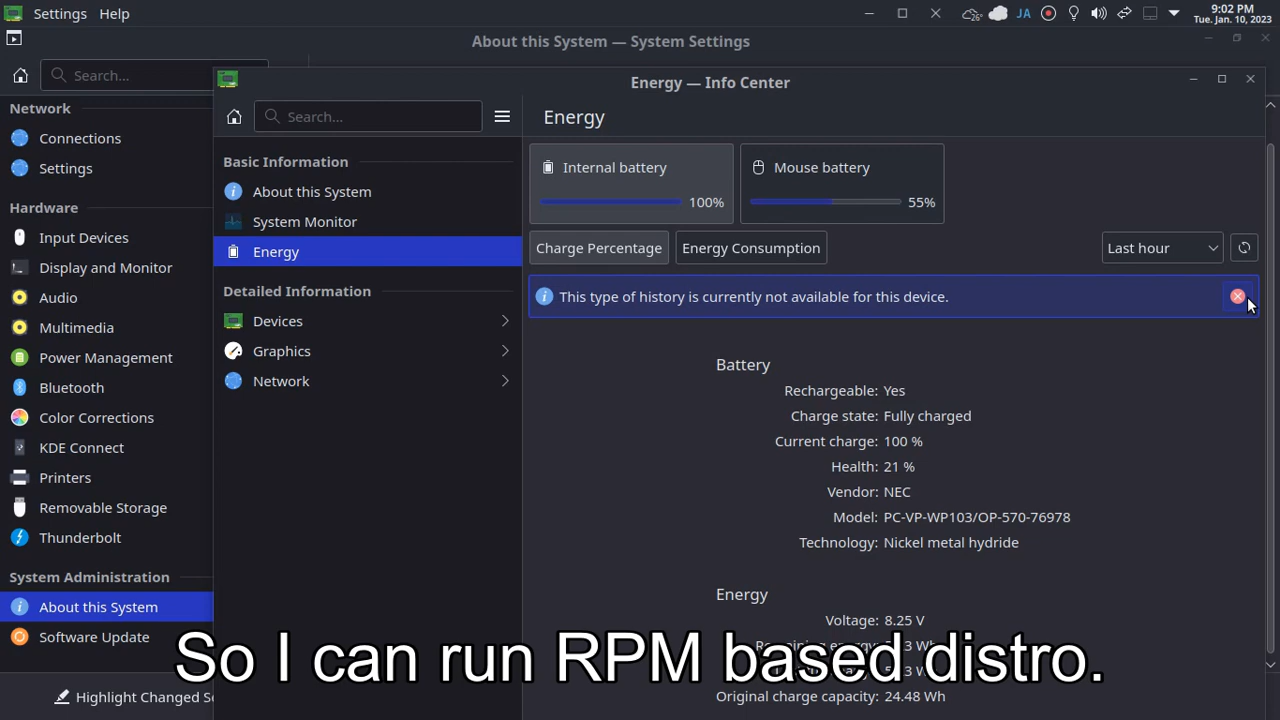 Settings Help
26°
JA
9:02 PM
Tue. Jan. 10, 2023
About this System — System Settings
Search...
Network
Connections
Settings
Hardware
Input Devices
Display and Monitor
Audio
Multimedia
Power Management
Bluetooth
Color Corrections
KDE Connect
Printers
Removable Storage
Thunderbolt
System Administration
About this System
Software Update
Highlight Changed Se
Energy — Info Center
Search...
Basic Information
About this System
System Monitor
Energy
Detailed Information
Devices
Graphics
Network
Energy
Internal battery
100%
Mouse battery
55%
Charge Percentage
Energy Consumption
Last hour
This type of history is currently not available for this device.
Battery
Rechargeable: Yes
Charge state: Fully charged
Current charge: 100 %
Health: 21 %
Vendor: NEC
Model: PC-VP-WP103/OP-570-76978
Technology: Nickel metal hydride
Energy
Voltage: 8.25 V
Original charge capacity: 24.48 Wh
So I can run RPM based distro.